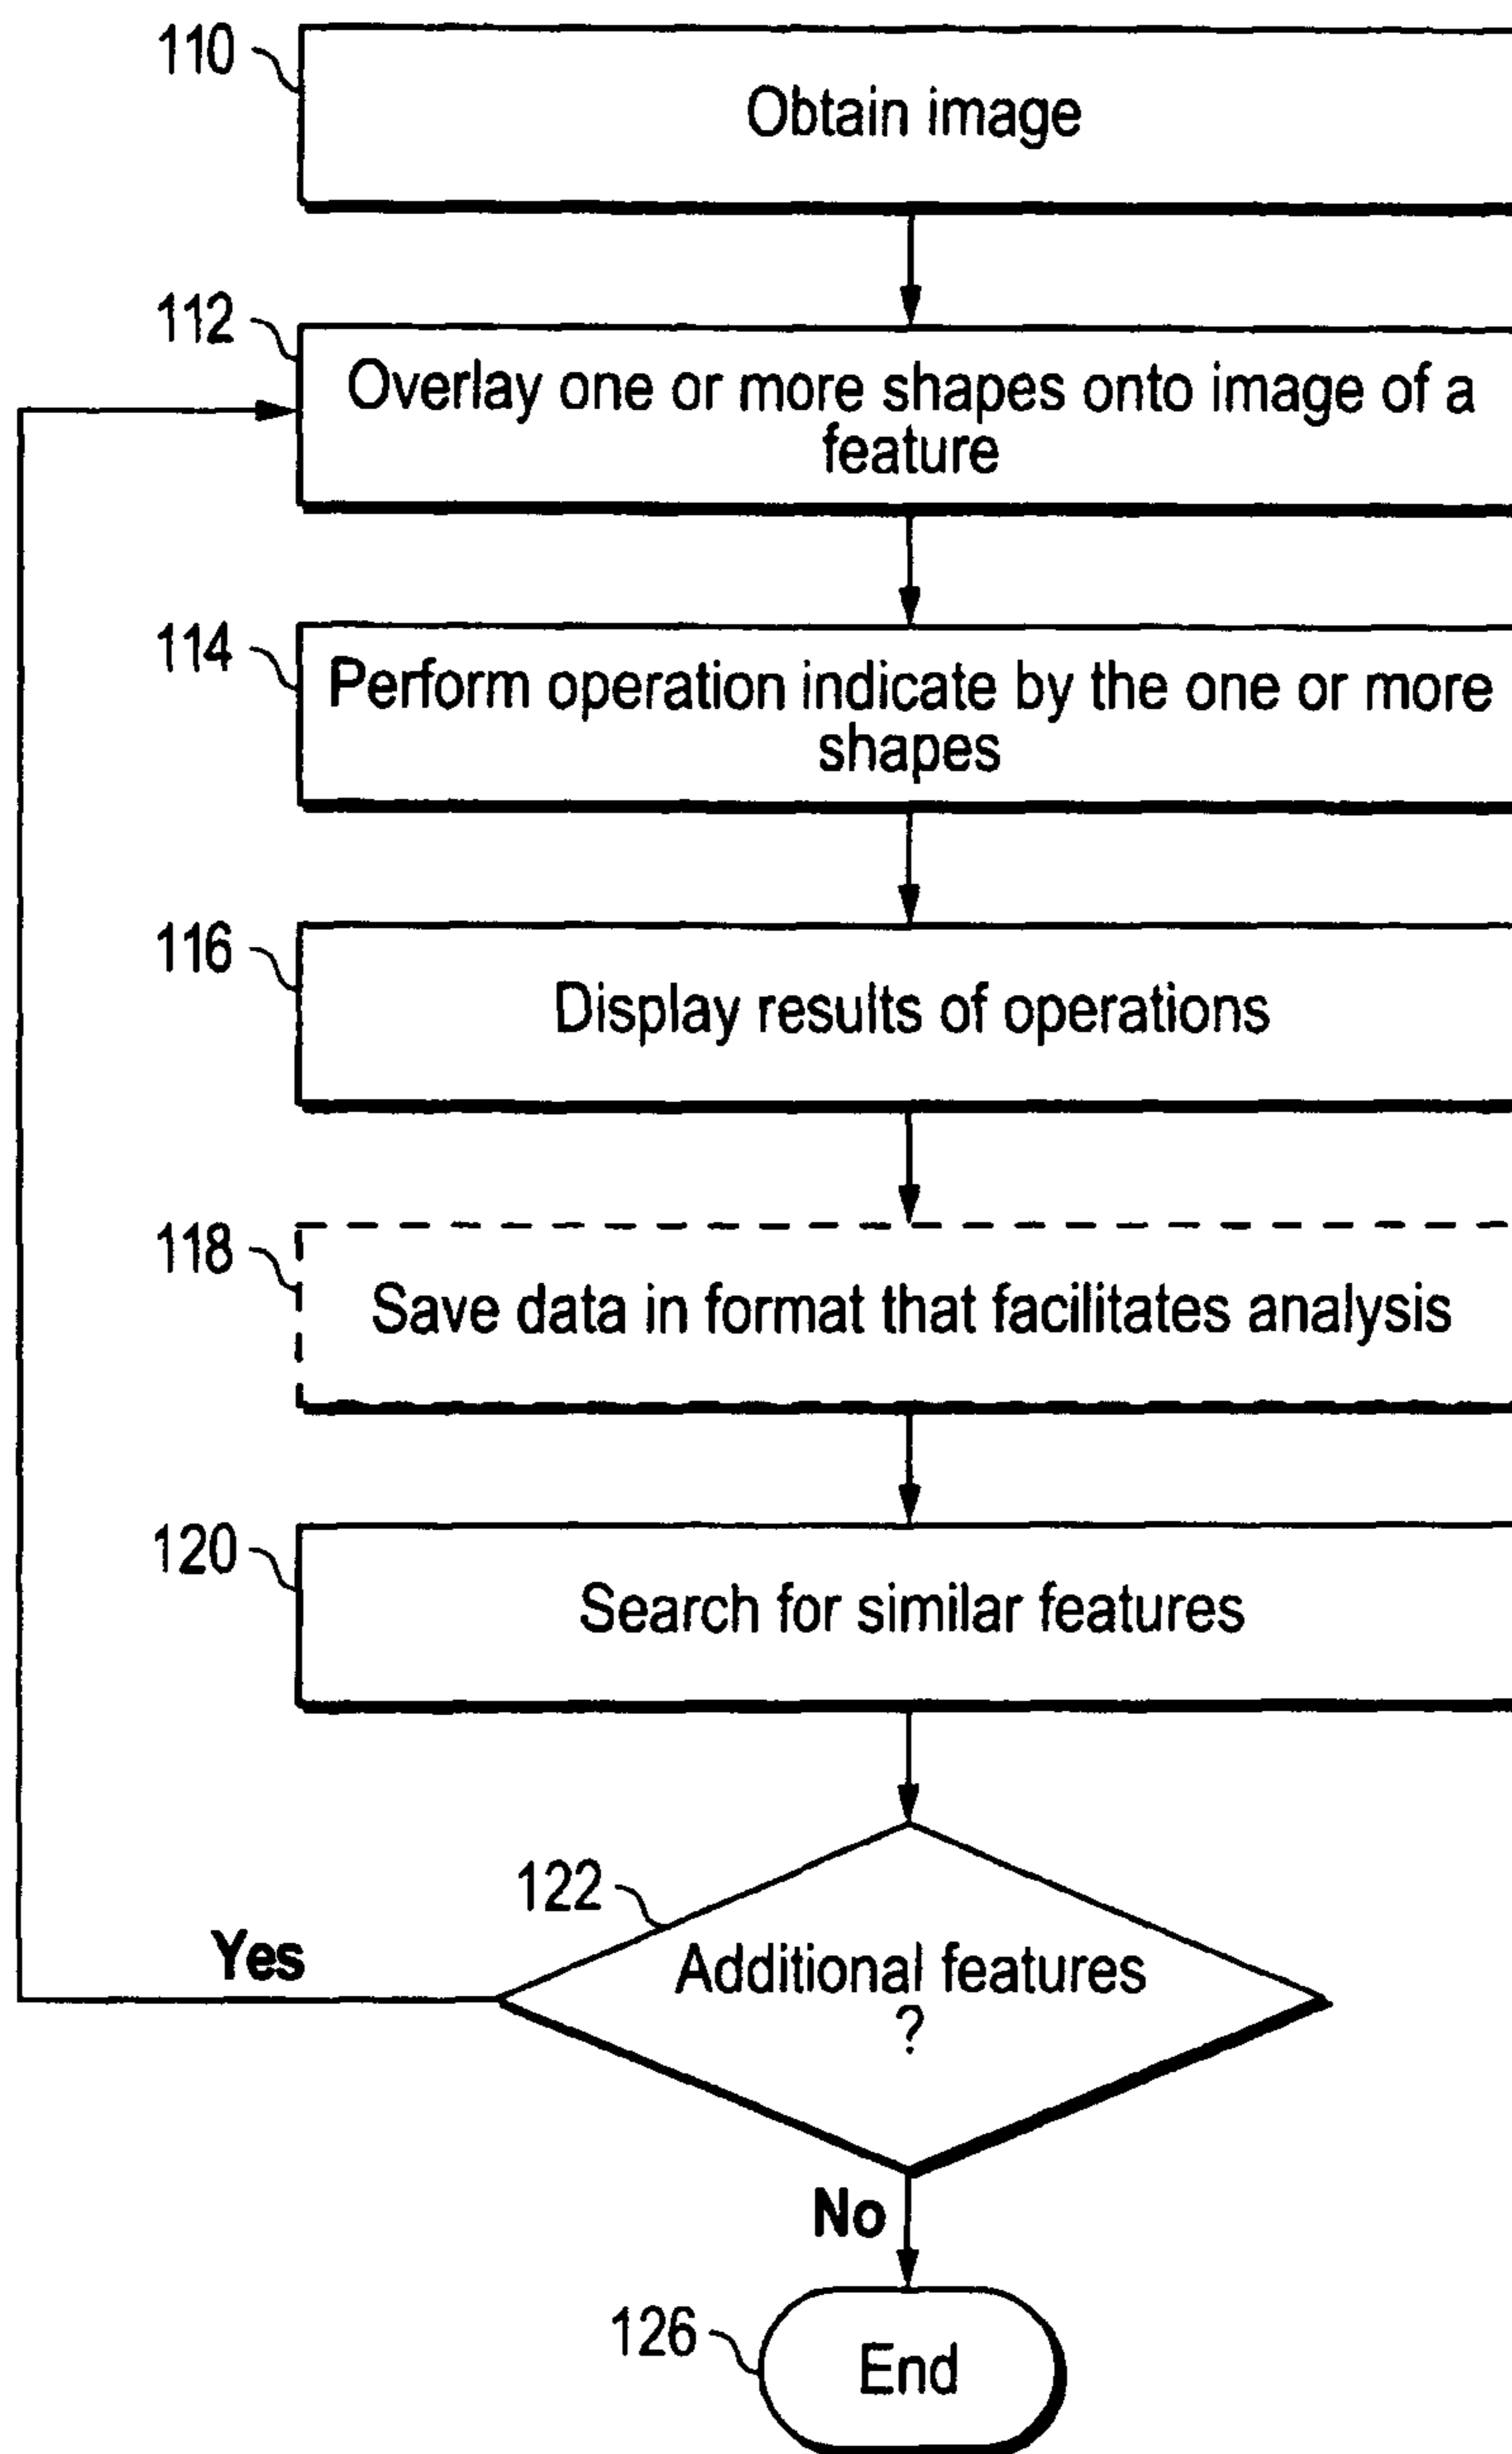 110
Obtain image
112
Overlay one or more shapes onto image of a
feature
114
Perform operation indicate by the one or more
shapes
116
Display results of operations
118
Save data in format that facilitates analysis
120
Search for similar features
122
Additional features
?
Yes
No
126
End